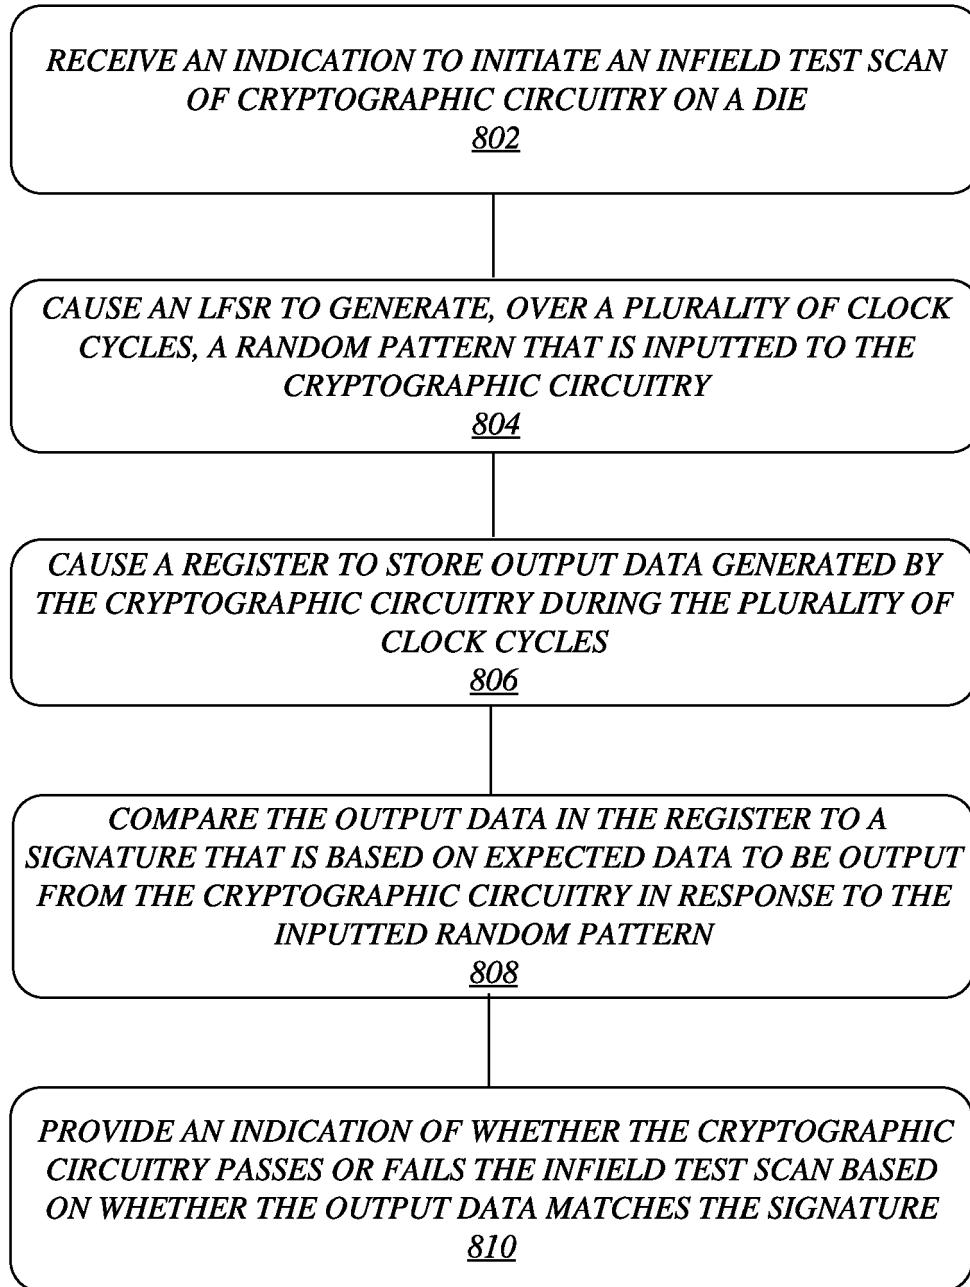 RECEIVE AN INDICATION TO INITIATE AN INFIELD TEST SCAN
OF CRYPTOGRAPHIC CIRCUITRY ON A DIE
802
CAUSE AN LFSR TO GENERATE, OVER A PLURALITY OF CLOCK
CYCLES, A RANDOM PATTERN THAT IS INPUTTED TO THE
CRYPTOGRAPHIC CIRCUITRY
804
CAUSE A REGISTER TO STORE OUTPUT DATA GENERATED BY
THE CRYPTOGRAPHIC CIRCUITRY DURING THE PLURALITY OF
CLOCK CYCLES
806
COMPARE THE OUTPUT DATA IN THE REGISTER TO A
SIGNATURE THAT IS BASED ON EXPECTED DATA TO BE OUTPUT
FROM THE CRYPTOGRAPHIC CIRCUITRY IN RESPONSE TO THE
INPUTTED RANDOM PATTERN
808
PROVIDE AN INDICATION OF WHETHER THE CRYPTOGRAPHIC
CIRCUITRY PASSES OR FAILS THE INFIELD TEST SCAN BASED
ON WHETHER THE OUTPUT DATA MATCHES THE SIGNATURE
810